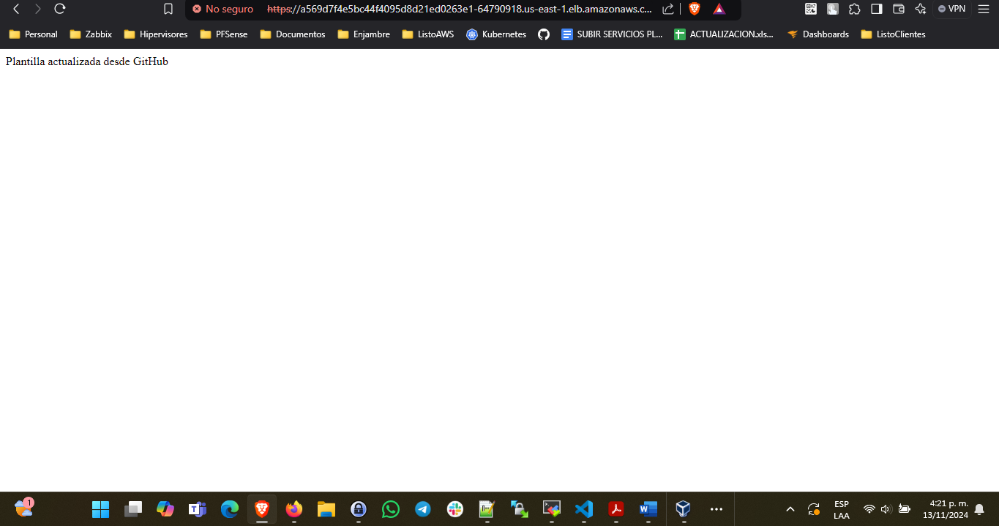 No seguro https://a569d7f4e5bc44f4095d8d21ed0263e1-64790918.us-east-1.elb.amazonaws.c... VPN
Personal Zabbix Hipervisores PFSense Documentos Enjambre ListoAWS Kubernetes SUBIR SERVICIOS PL... ACTUALIZACION.xls... Dashboards ListoClientes
Plantilla actualizada desde GitHub
1 ESP 4:21 p. m.
LAA 13/11/2024